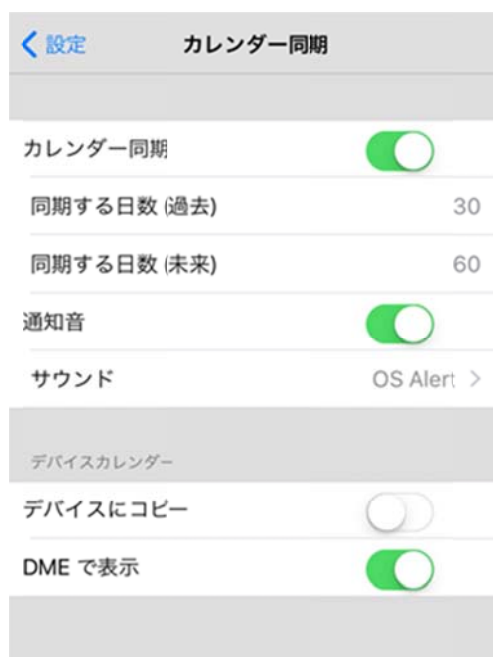 設定 カレンダー同期
カレンダー同期
同期する日数 (過去) 30
同期する日数 (未来) 60
通知音
サウンド OS Alert
デバイスカレンダー
デバイスにコピー
DME で表示